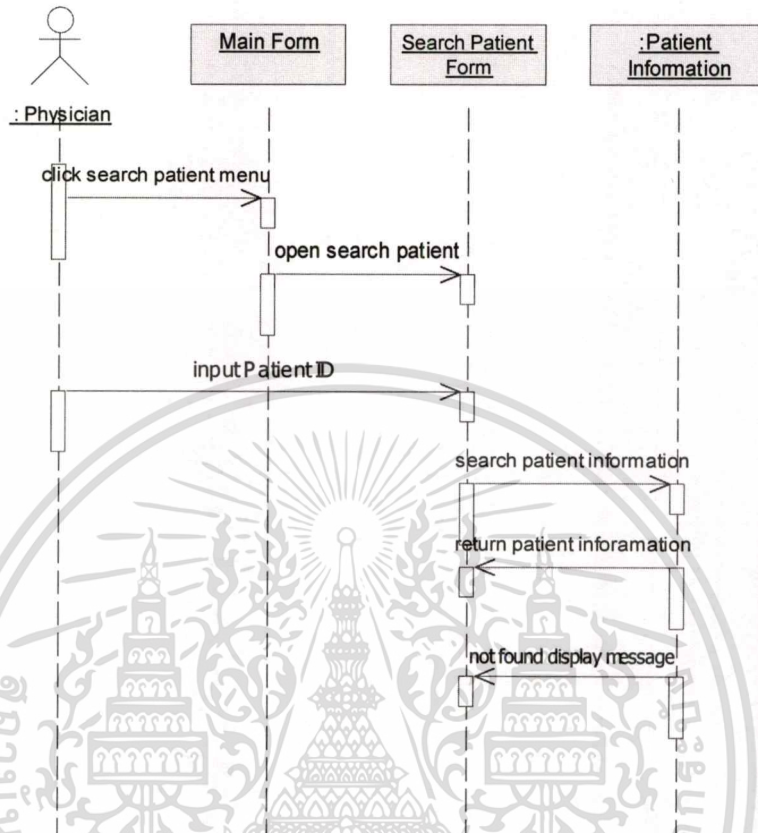 Main Form
Search Patient
Form
:Patient
Information
: Physician
click search patient menu
open search patient
input Patient ID
search patient information
return patient inforamation
not found display message